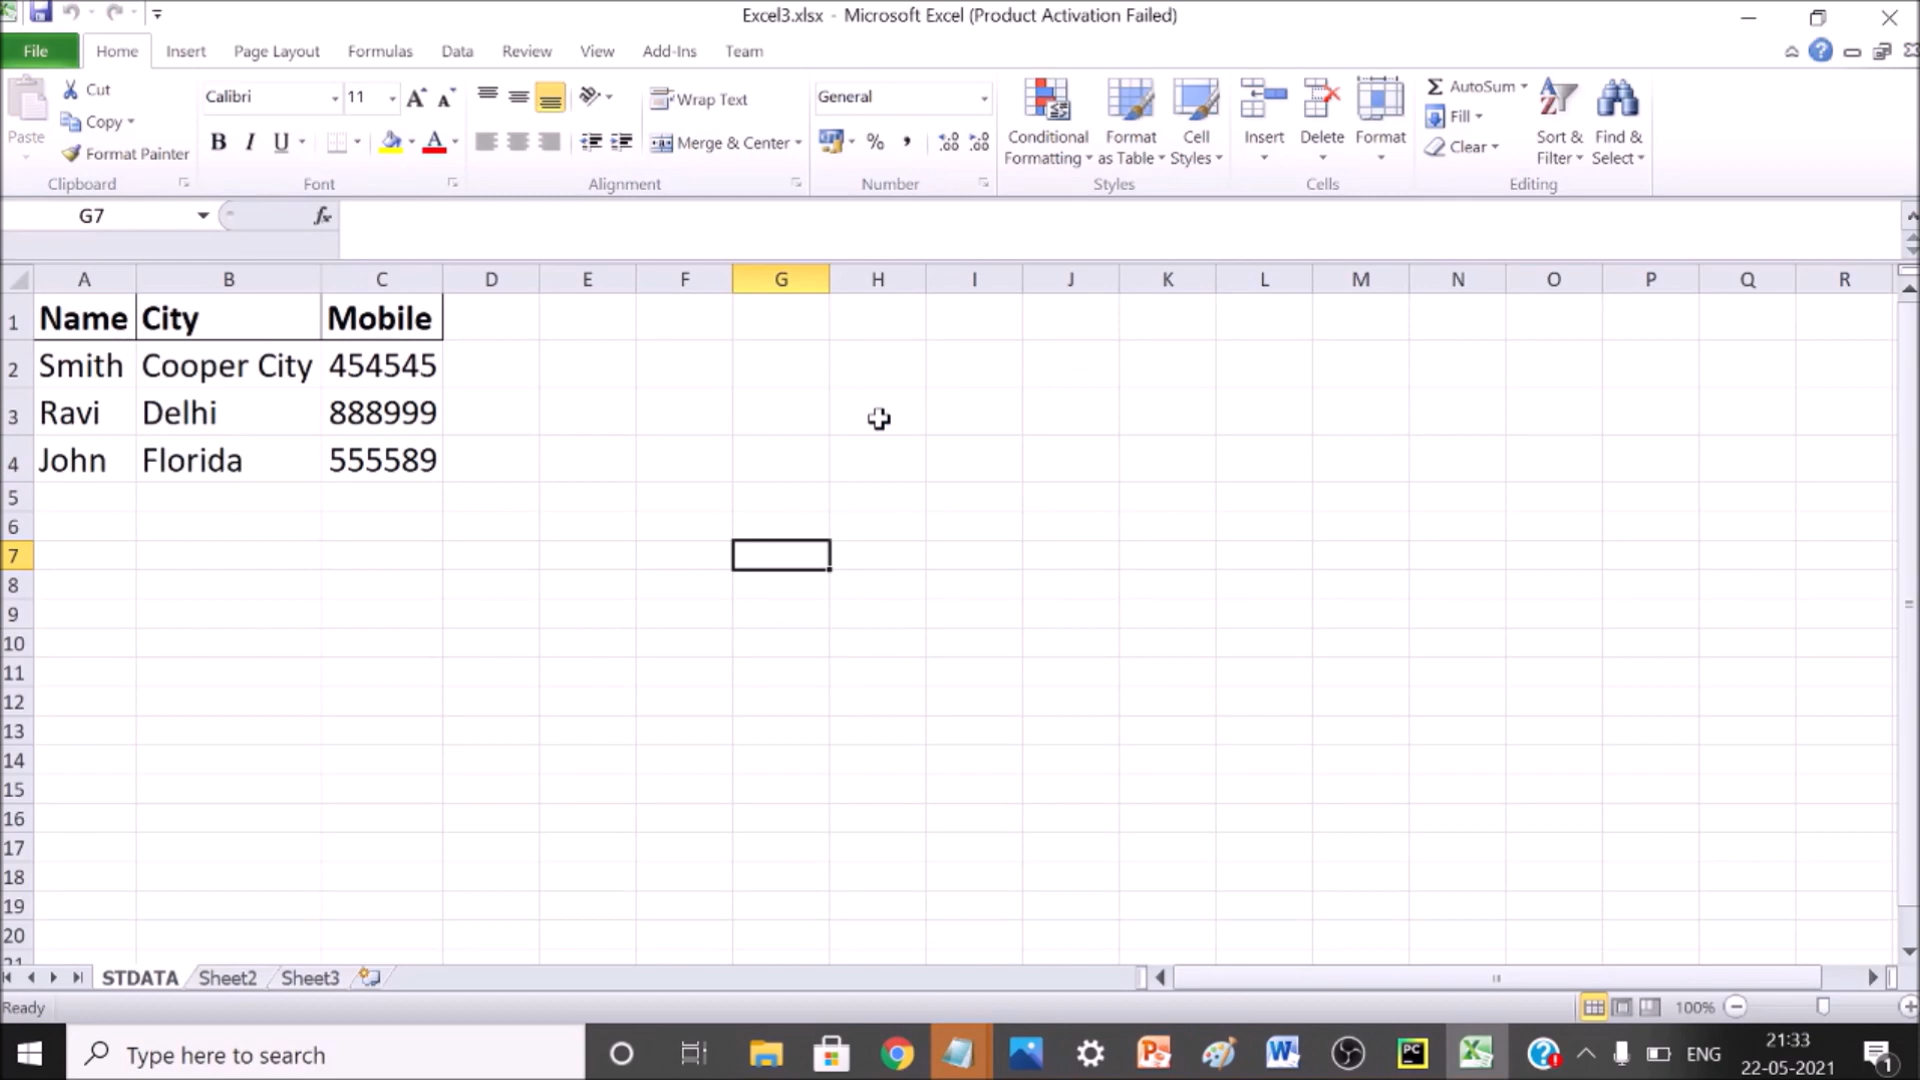 Excel3.xlsx - Microsoft Excel (Product Activation Failed)
File Home Insert Page Layout Formulas Data Review View Add-Ins Team
Cut
Copy
Format Painter
Paste
Clipboard
Calibri 11
B I U
Font
Wrap Text
Merge & Center
Alignment
General
%
Number
Conditional Formatting
Format as Table
Cell Styles
Styles
Insert
Delete
Format
Cells
AutoSum
Fill
Clear
Sort & Filter
Find & Select
Editing
G7 fx
A B C D E F G H I J K L M N O P Q R
1 Name City Mobile
2 Smith Cooper City 454545
3 Ravi Delhi 888999
4 John Florida 555589
5
6
7
8
9
10
11
12
13
14
15
16
17
18
19
20
21
STDATA Sheet2 Sheet3
Ready 100%
Type here to search
ENG
21:33
22-05-2021
1